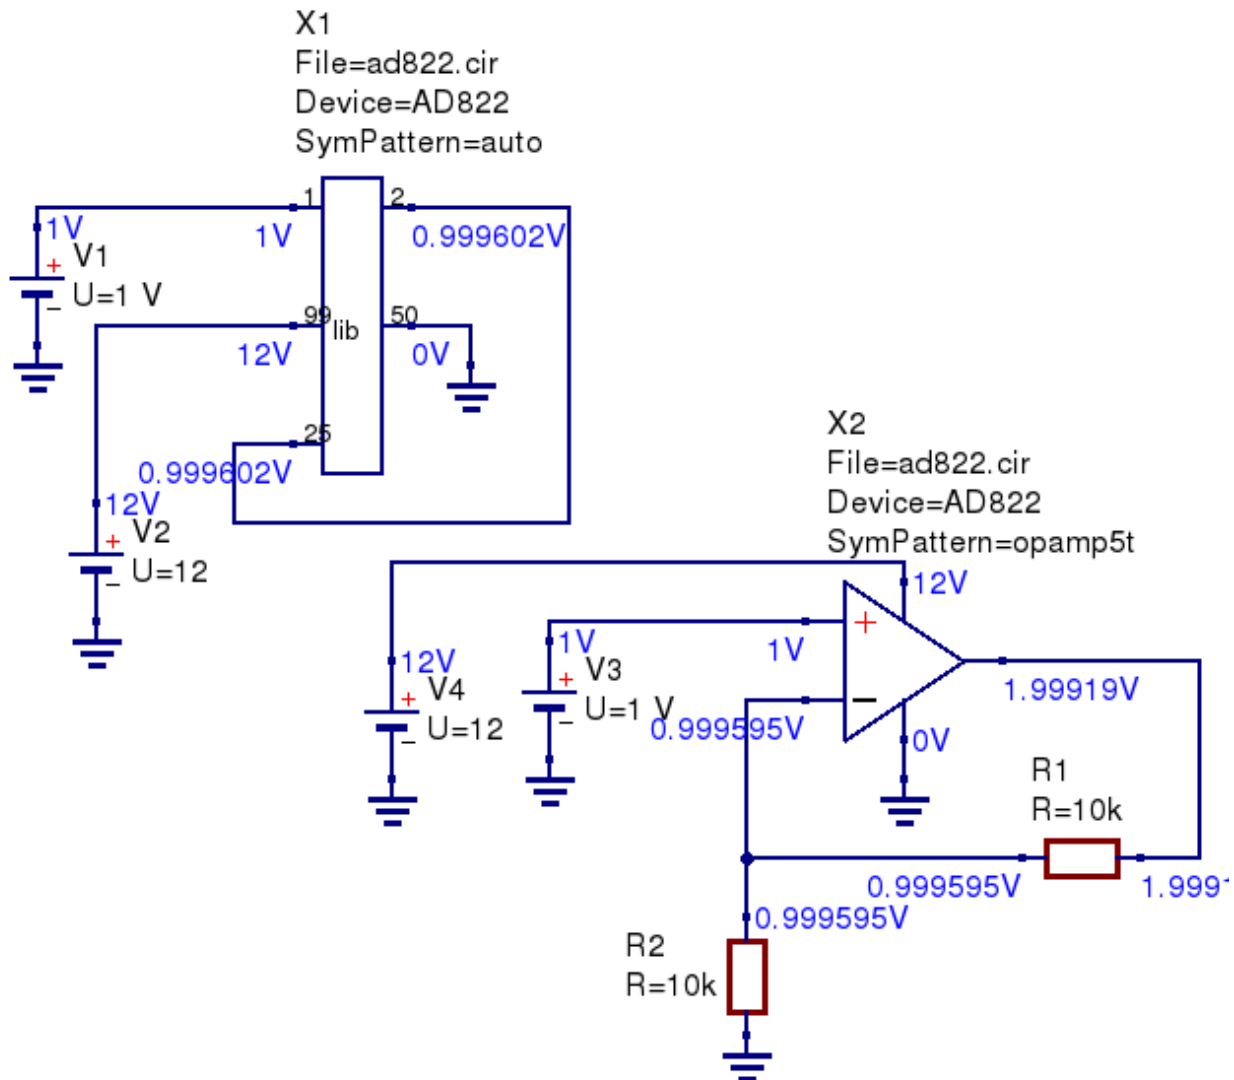 X1
File=ad822.cir
Device=AD822
SymPattern=auto
1
2
1V
1V
0.999602V
V1
U=1 V
99
lib
50
12V
0V
25
0.999602V
12V
V2
U=12
X2
File=ad822.cir
Device=AD822
SymPattern=opamp5t
12V
1V
1V
12V
V3
V4
U=1 V
U=12
1.99919V
0.999595V
0V
R1
R=10k
0.999595V
1.9991
0.999595V
R2
R=10k